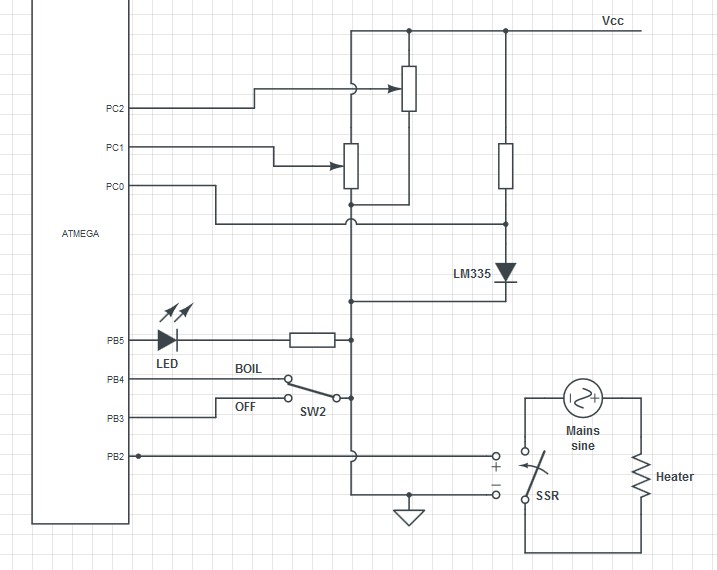 Vcc
PC2
PC1
PC0
ATMEGA
LM335
PB5
LED
PB4
BOIL
PB3
OFF
SW2
Mains
sine
PB2
+
−
SSR
Heater